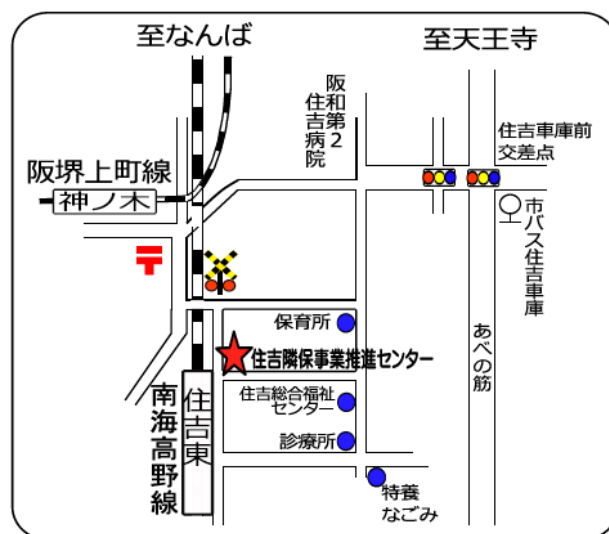 至なんば
至天王寺
阪和第２
住吉病院
住吉車庫前
交差点
阪堺上町線
神ノ木
市バス住吉車庫
保育所
住吉隣保事業推進センター
あべの筋
住吉総合福祉
センター
住吉東
南海高野線
診療所
特養
なごみ